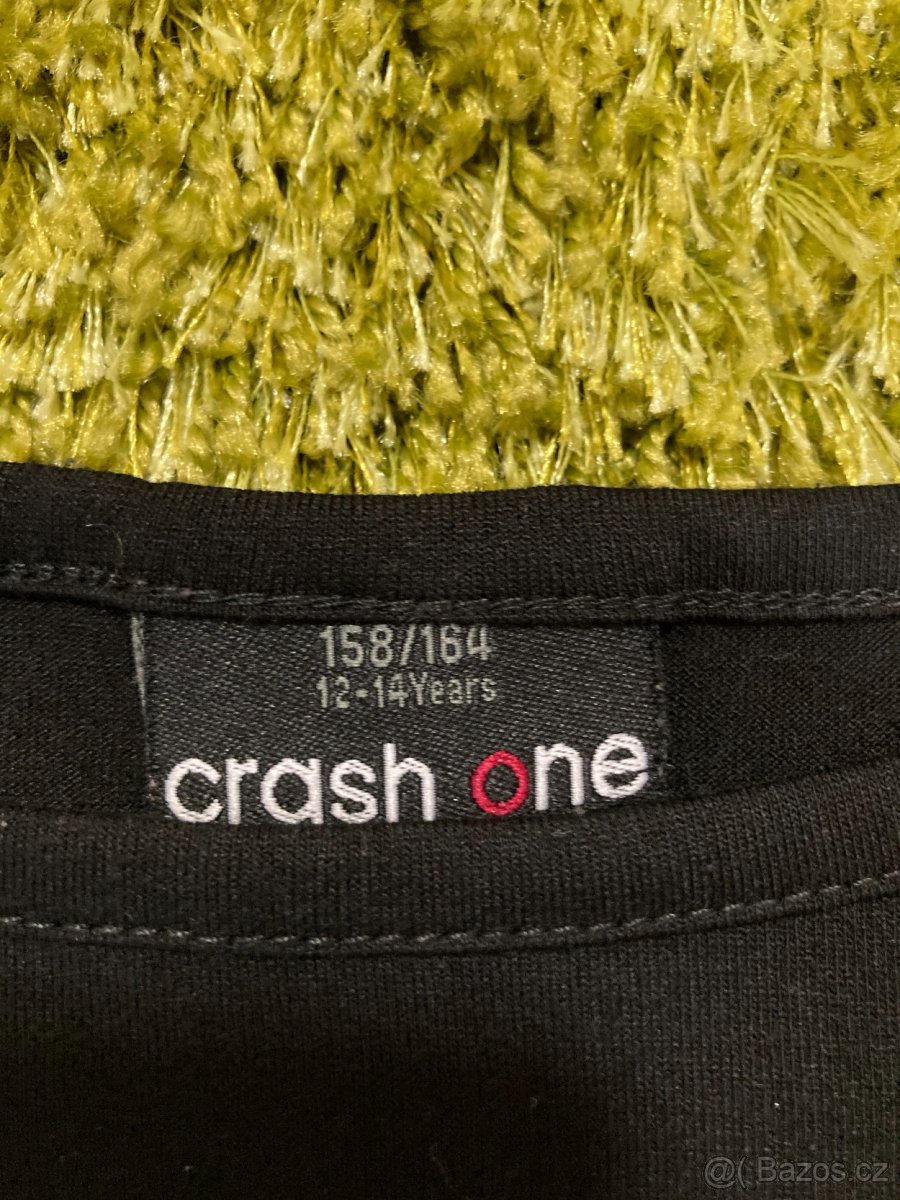 158/164
12-14Years
crash one
@( Bazos.cz